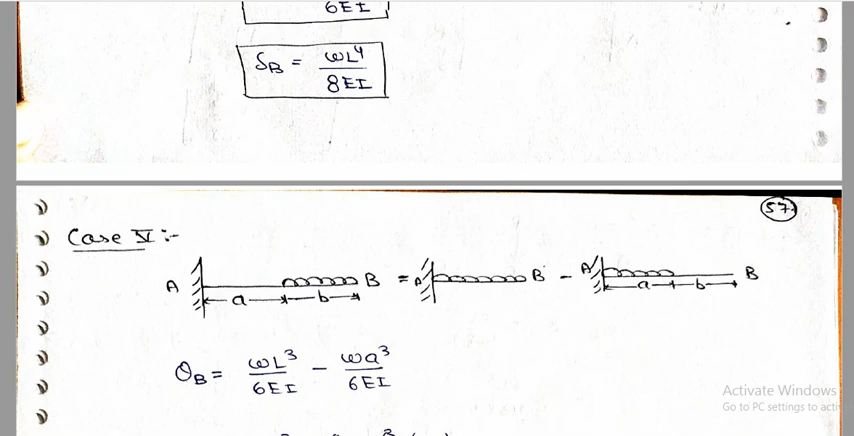 6EI
δB = ωL⁴
8EI
57
Case V :-
A a b B = A B - A a b B
θB = ωL³/6EI - ωa³/6EI
Activate Windows
Go to PC settings to acti